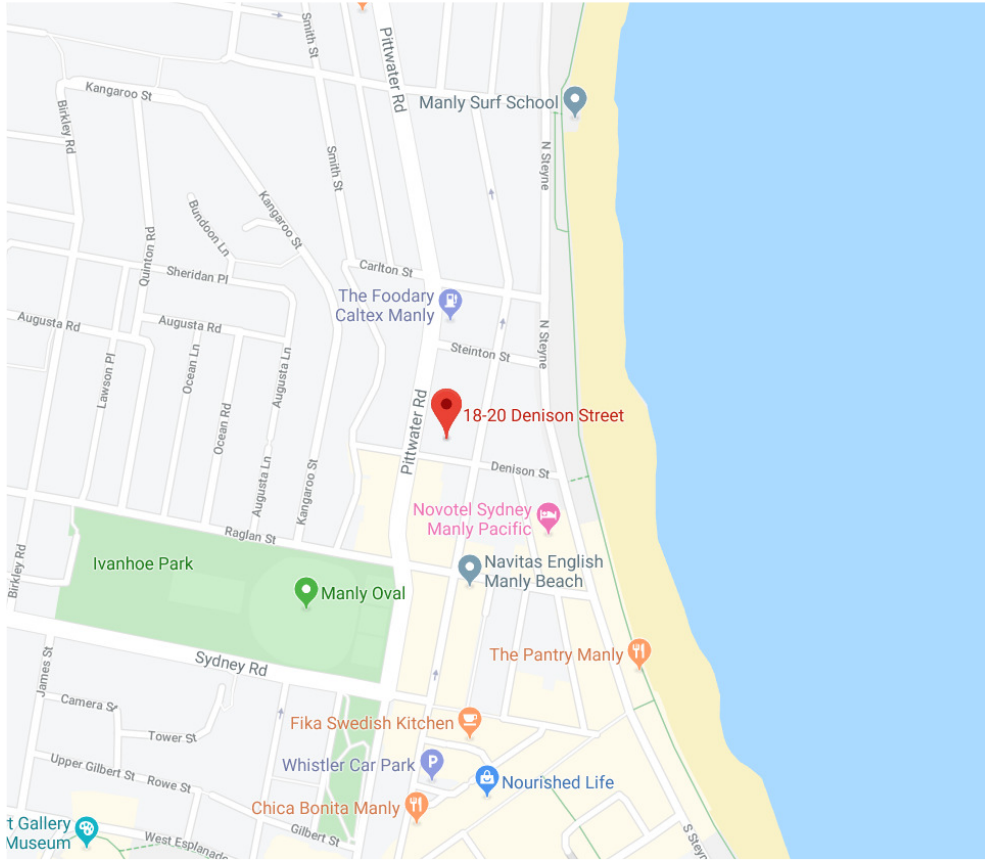 Smith St
Pittwater Rd
Kangaroo St
Manly Surf School
Birkley Rd
N Steyne
Smith St
Kangaroo St
Bundoon Ln
Quinton Rd
Carlton St
Sheridan Pl
The Foodary
Caltex Manly
Augusta Rd
Augusta Rd
N Steyne
Steinton St
Ocean Ln
Augusta Ln
Lawson Pl
Pittwater Rd
18-20 Denison Street
Ocean Rd
Denison St
Augusta Ln
Kangaroo St
Novotel Sydney
Manly Pacific
Raglan St
Birkley Rd
Ivanhoe Park
Navitas English
Manly Beach
Manly Oval
Sydney Rd
The Pantry Manly
James St
Camera St
Fika Swedish Kitchen
Tower St
Whistler Car Park
P
Upper Gilbert St
Rowe St
Nourished Life
Chica Bonita Manly
t Gallery
Museum
Gilbert St
West Esplanade
S Steyn